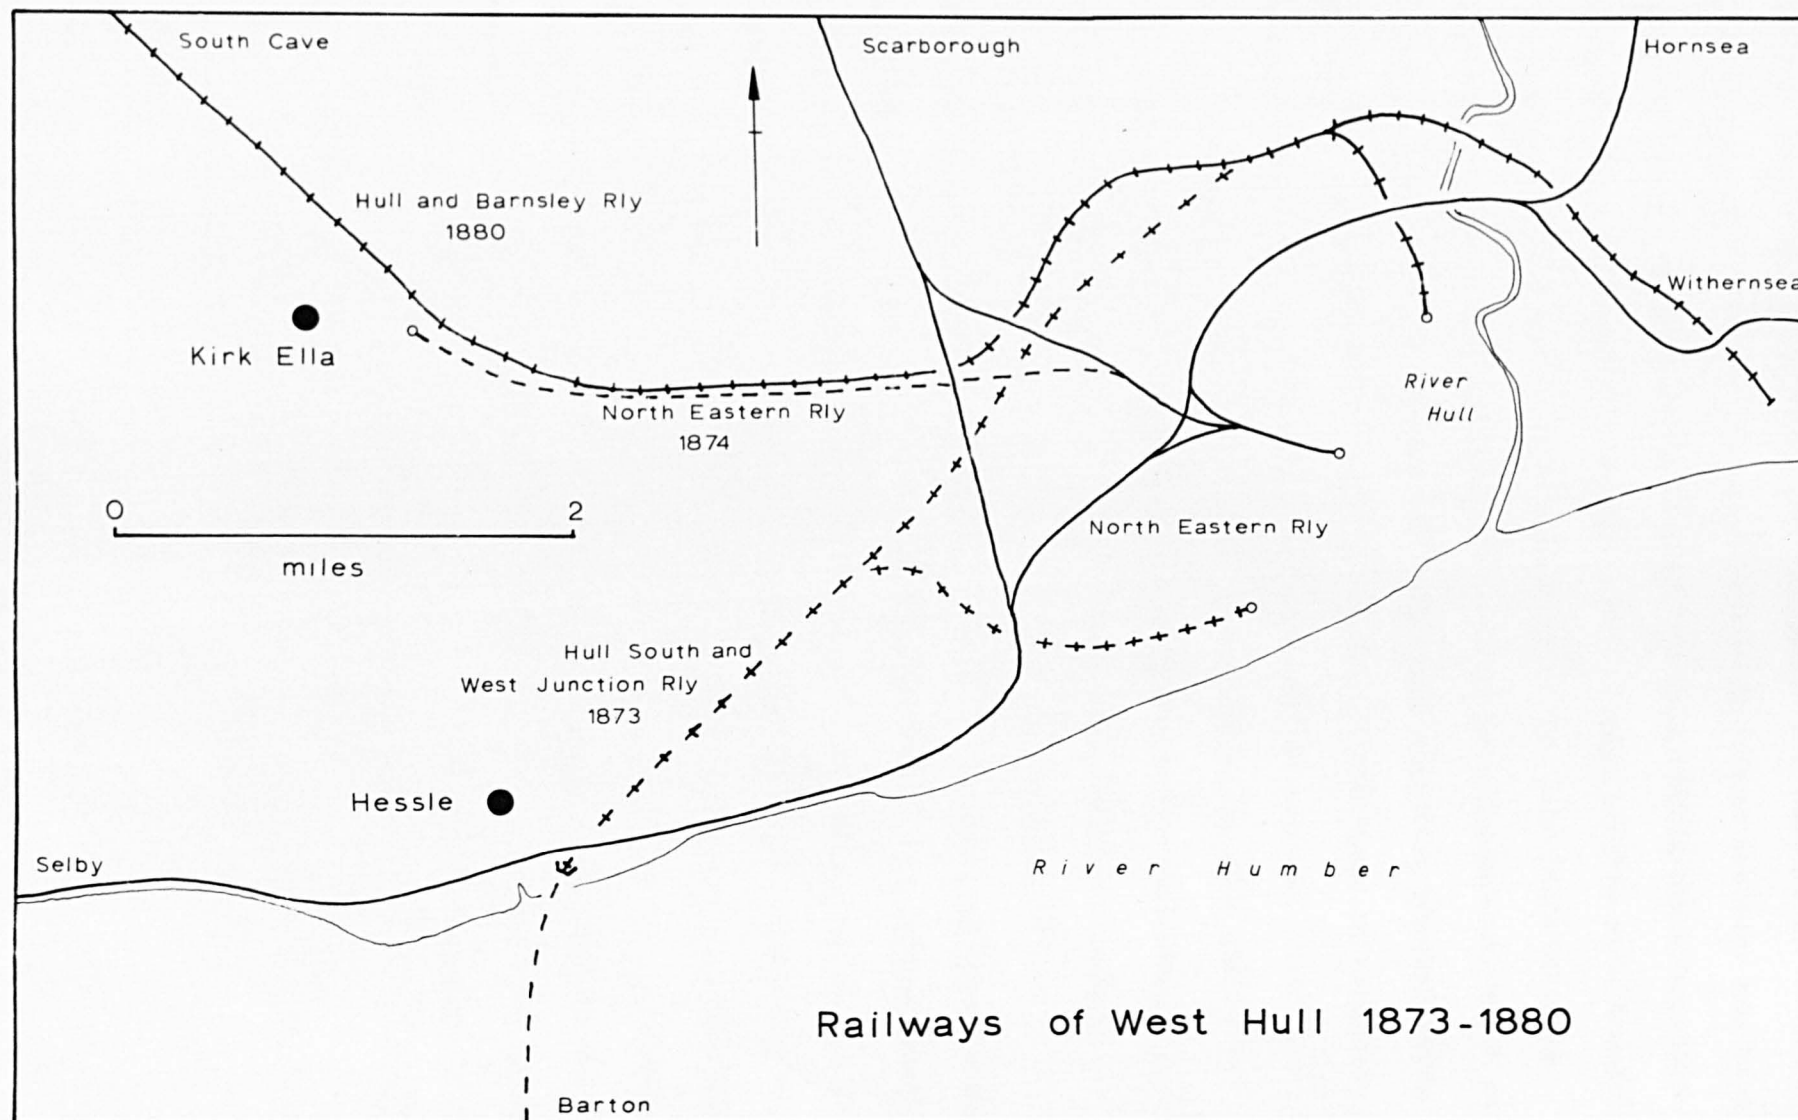 South Cave
Scarborough
Hornsea
Hull and Barnsley Rly
1880
Withernsea
Kirk Ella
River
Hull
North Eastern Rly
1874
0 2
miles
North Eastern Rly
Hull South and
West Junction Rly
1873
Hessle
Selby
River Humber
Railways of West Hull 1873-1880
Barton